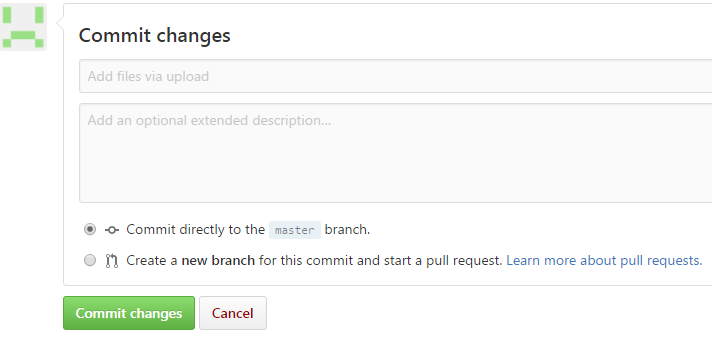 Commit changes
Add files via upload
Add an optional extended description...
Commit directly to the master branch.
Create a new branch for this commit and start a pull request. Learn more about pull requests.
Commit changes Cancel